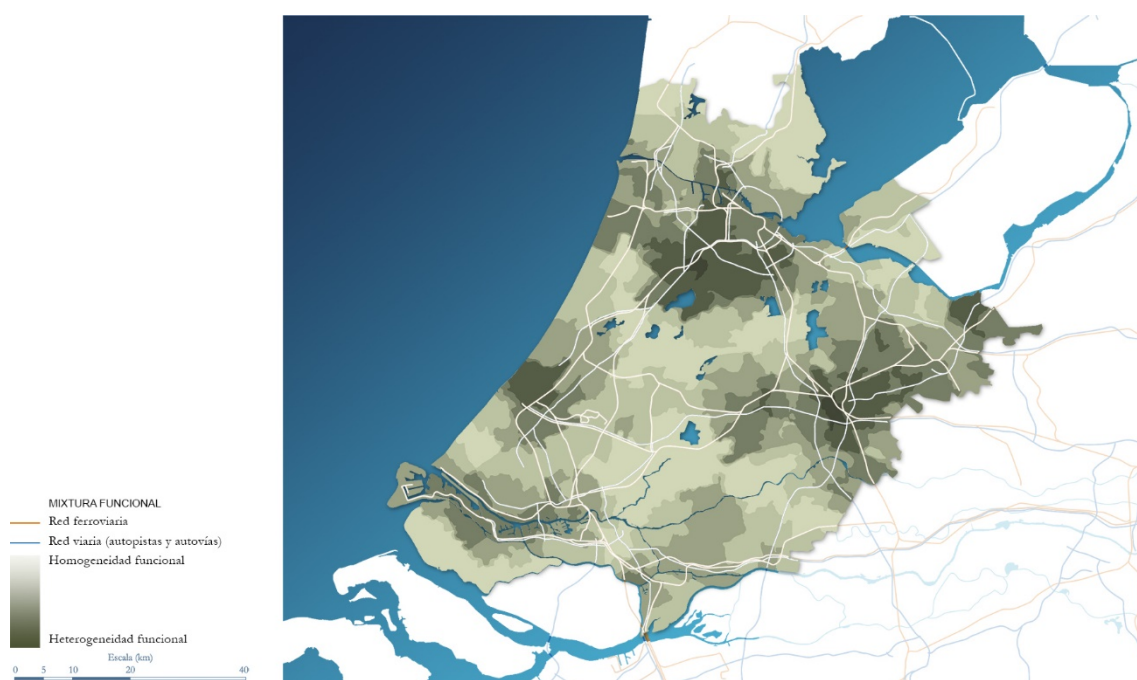 MIXTURA FUNCIONAL
Red ferroviaria
Red viaria (autopistas y autovías)
Homogeneidad funcional
Heterogeneidad funcional
Escala (km)
0 5 10 20 40